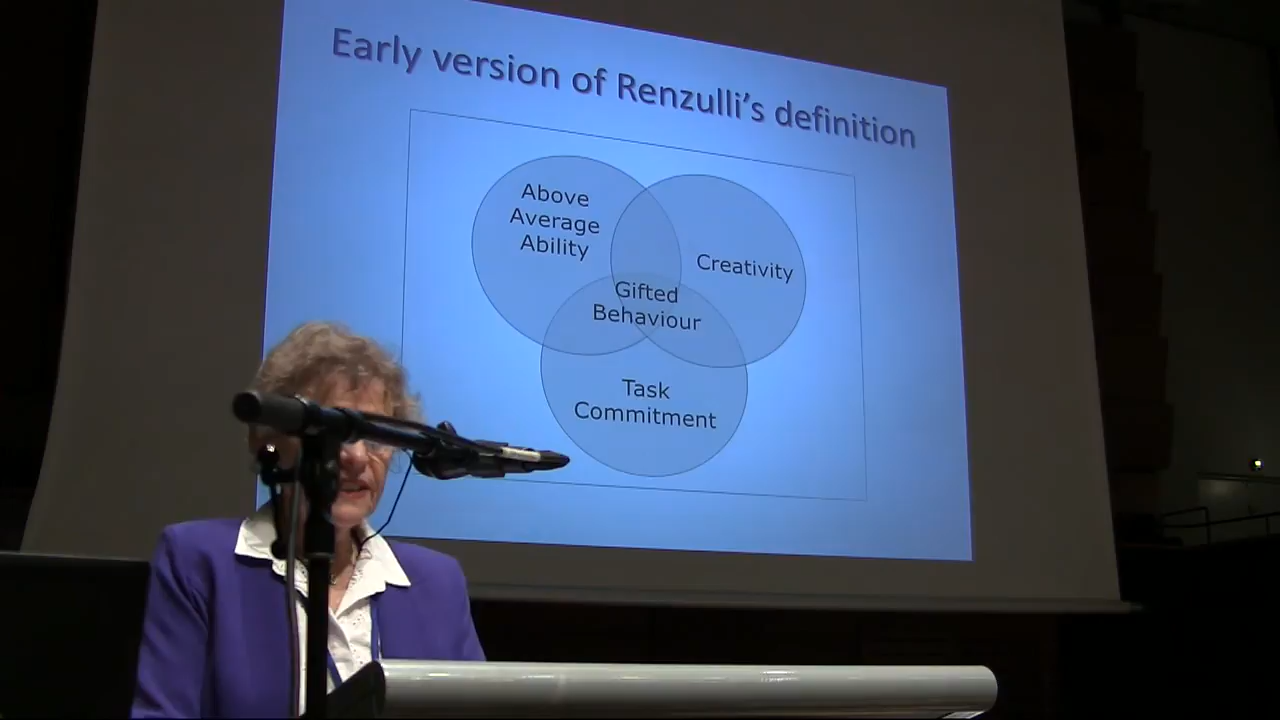 Early version of Renzulli's definition
Above
Average
Ability
Creativity
Gifted
Behaviour
Task
Commitment